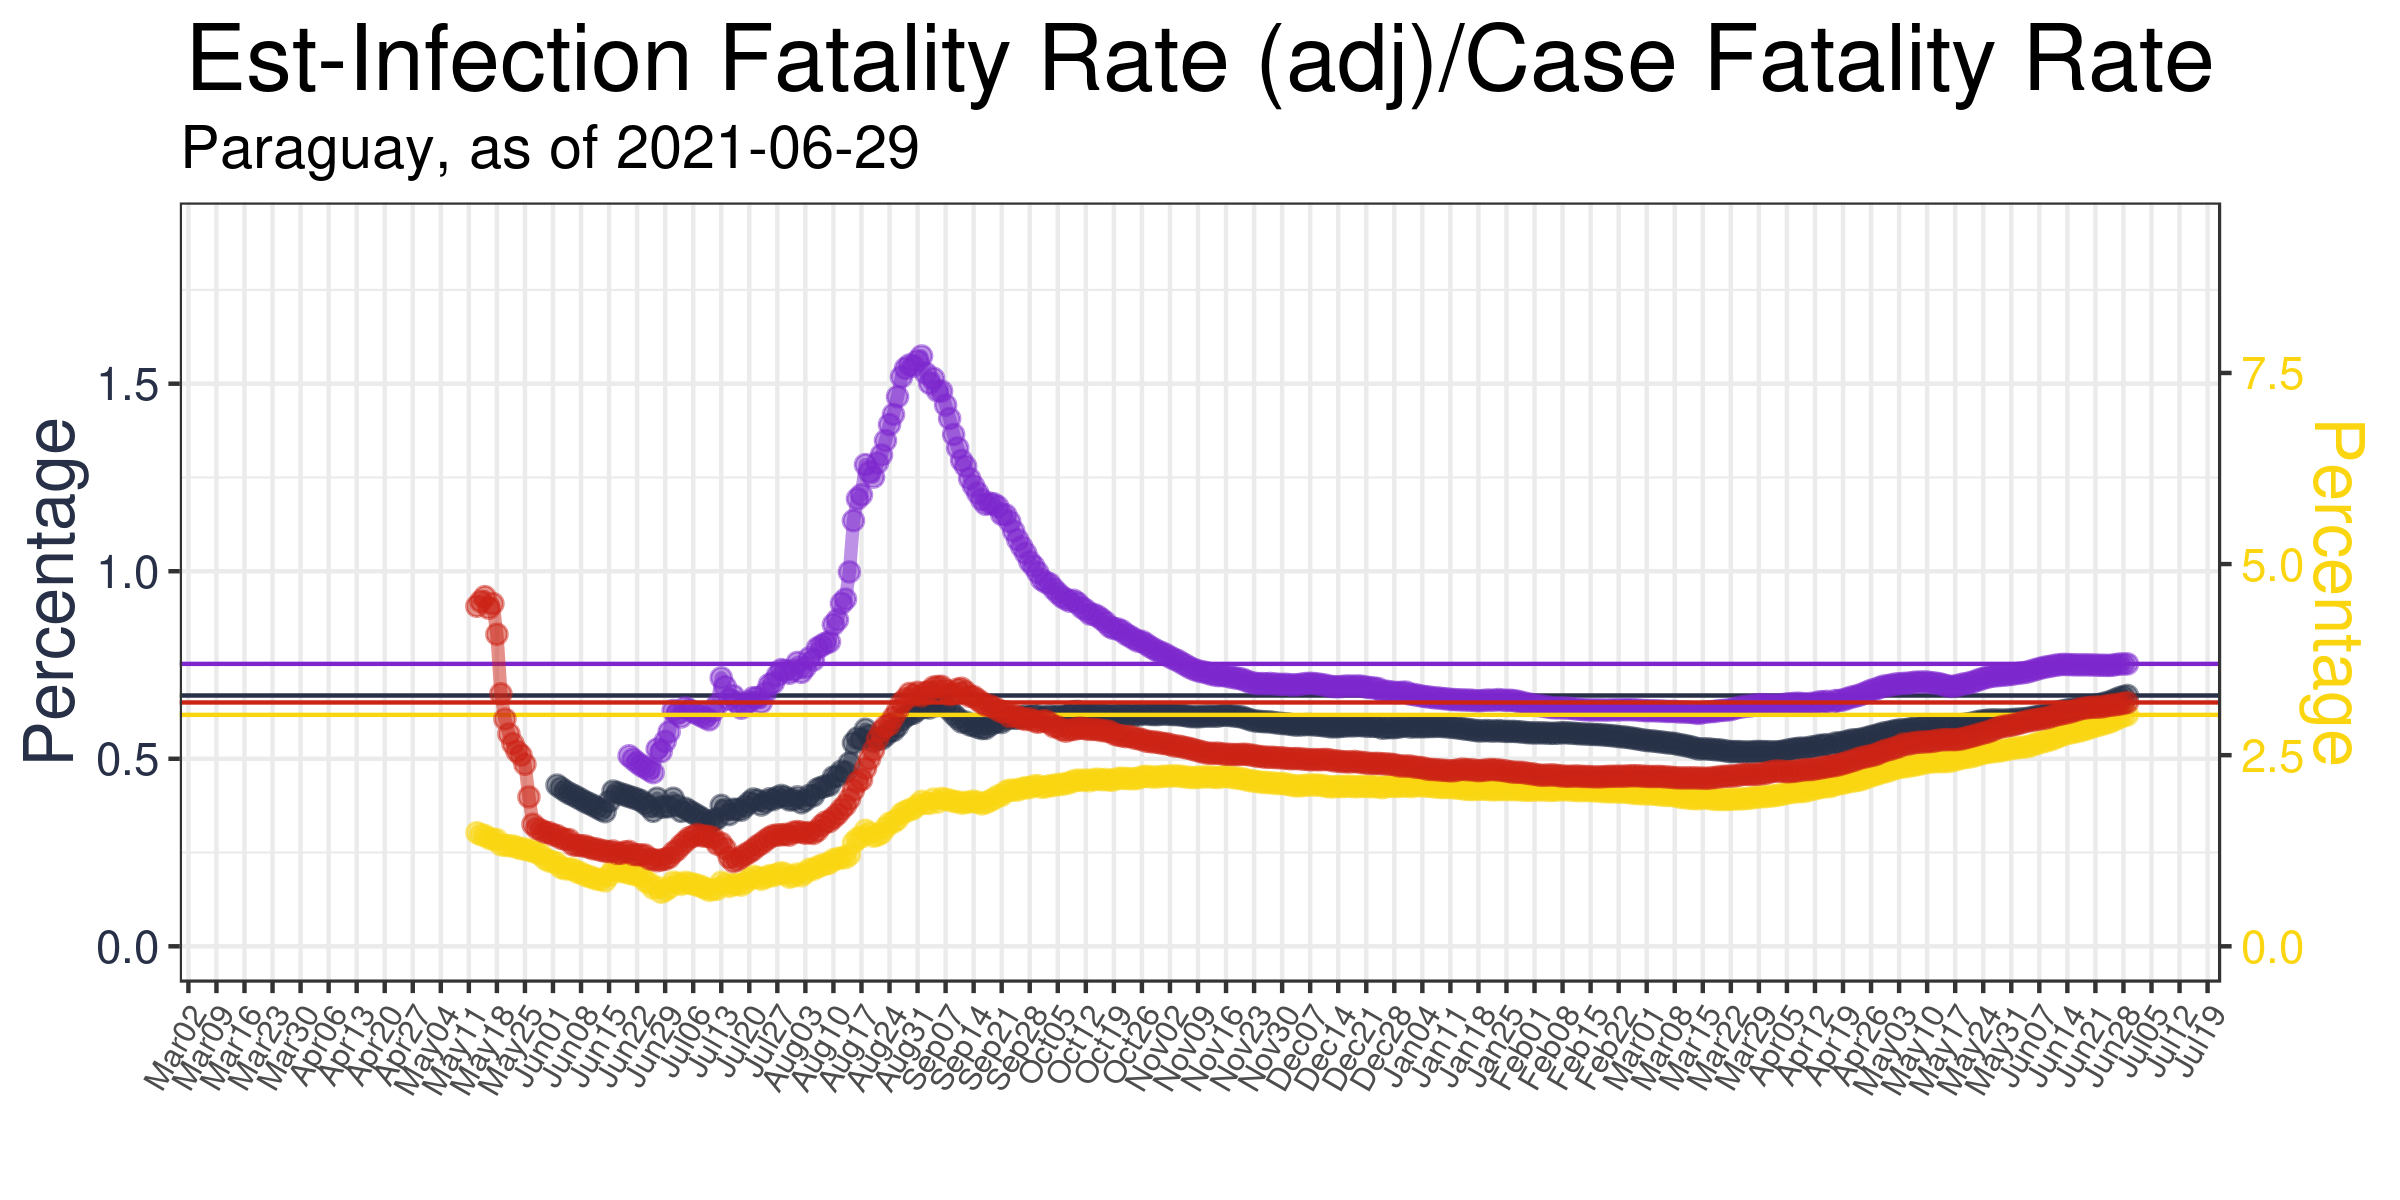 Est-Infection Fatality Rate (adj)/Case Fatality Rate
Paraguay, as of 2021-06-29
Percentage
1.5
1.0
0.5
0.0
7.5
5.0
2.5
0.0
Percentage
Mar02
Mar09
Mar16
Mar23
Mar30
Apr06
Apr13
Apr20
Apr27
May04
May11
May18
May25
Jun01
Jun08
Jun15
Jun22
Jun29
Jul06
Jul13
Jul20
Jul27
Aug03
Aug10
Aug17
Aug24
Aug31
Sep07
Sep14
Sep21
Sep28
Oct05
Oct12
Oct19
Oct26
Nov02
Nov09
Nov16
Nov23
Nov30
Dec07
Dec14
Dec21
Dec28
Dec04
Jan11
Jan18
Jan25
Feb01
Feb08
Feb15
Feb22
Mar01
Mar08
Mar15
Mar22
Mar29
Apr05
Apr12
Apr19
Apr26
May03
May10
May17
May24
May31
May07
Jun14
Jun21
Jun28
Jul05
Jul12
Jul19